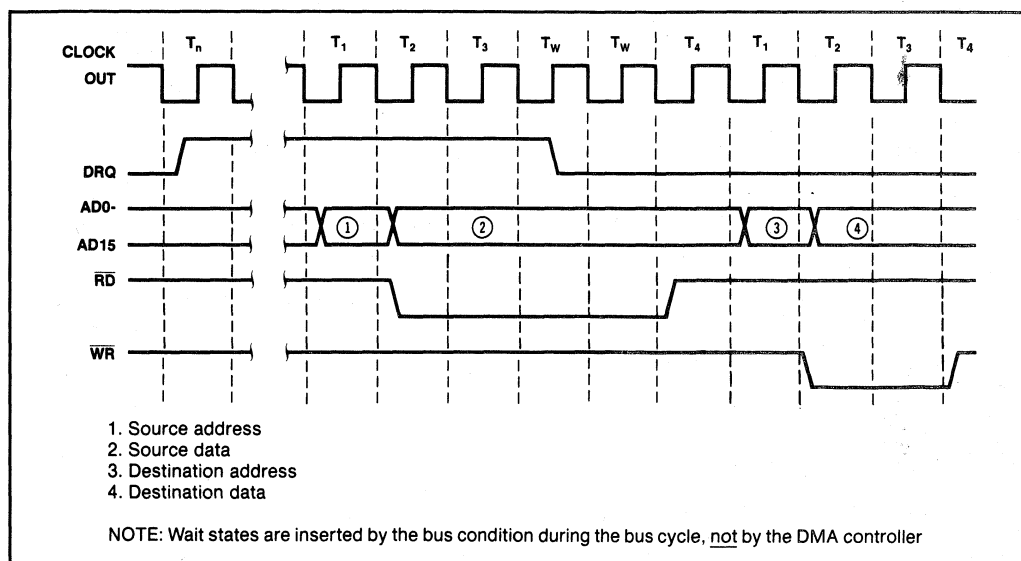 CLOCK OUT
Tn T1 T2 T3 TW TW T4 T1 T2 T3 T4
DRQ
AD0-
AD15
RD
WR
1 2 3 4
1. Source address
2. Source data
3. Destination address
4. Destination data
NOTE: Wait states are inserted by the bus condition during the bus cycle, not by the DMA controller